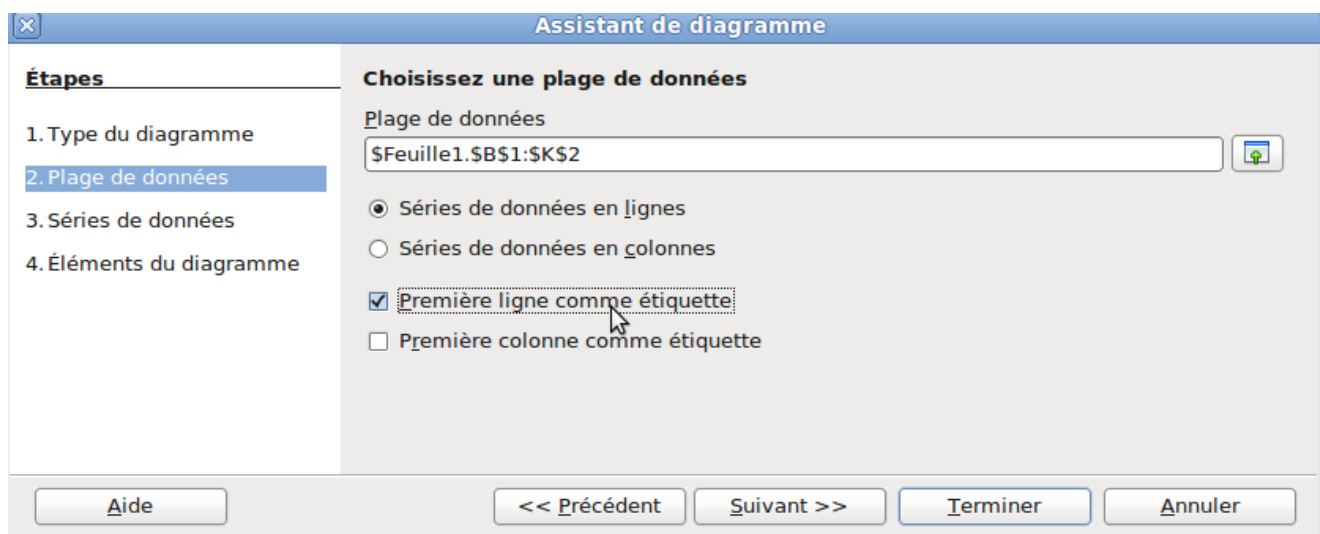 Assistant de diagramme
Étapes
1. Type du diagramme
2. Plage de données
3. Séries de données
4. Éléments du diagramme
Choisissez une plage de données
Plage de données
$Feuille1.$B$1:$K$2
Séries de données en lignes
Séries de données en colonnes
Première ligne comme étiquette
Première colonne comme étiquette
Aide
<< Précédent
Suivant >>
Terminer
Annuler